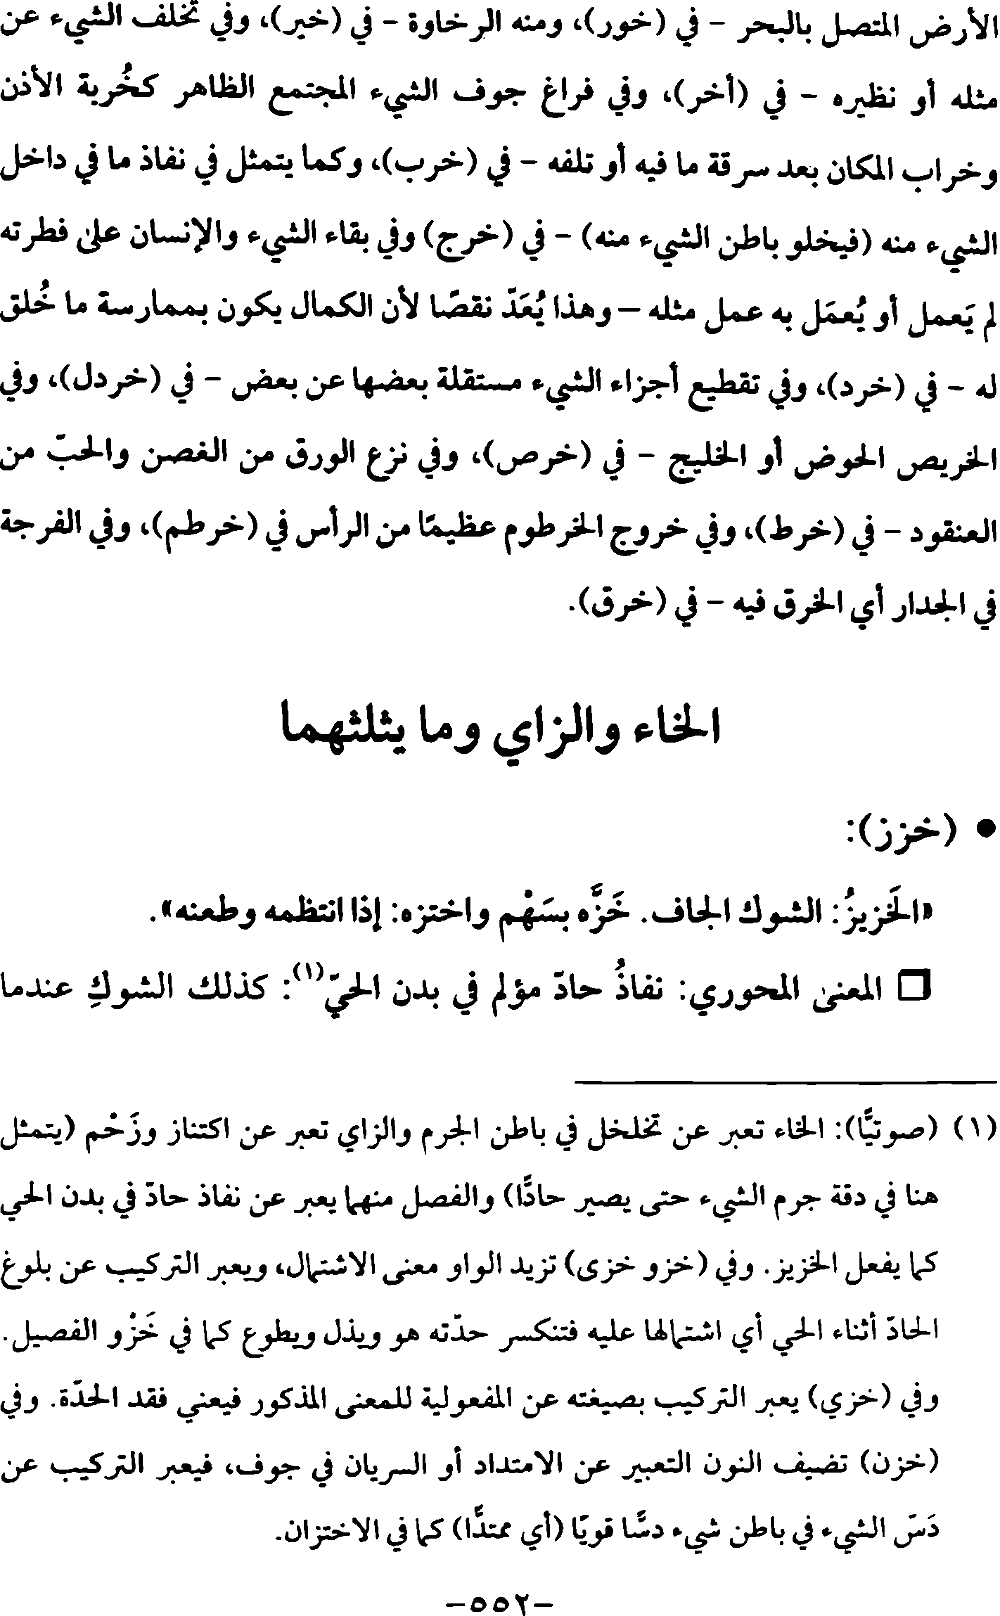 الأرض المتصل بالبحر - في (خور)، ومنه الرخاوة - في (خير)، وفي تخلف الشيء عن
مثله أو نظيره - في (أخر)، وفي فراغ جوف الشيء المجتمع الظاهر كخُربة الأذن
وخراب المكان بعد سرقة ما فيه أو تلفه - في (خرب)، وكما يتمثل في نفاذ ما في داخل
الشيء منه (فيخلو باطن الشيء منه) - في (خرج) وفي بقاء الشيء والإنسان على فطرته
لم يَعمل أو يُعمَل به عمل مثله – وهذا يُعَدّ نقصًا لأن الكمال يكون بممارسة ما خُلق
له - في (خرد)، وفي تقطيع أجزاء الشيء مستقلة بعضها عن بعض - في (خردل)، وفي
الخريص الحوض أو الخليج - في (خرص)، وفي نزع الورق من الغصن والحبّ من
العنقود - في (خرط)، وفي خروج الخرطوم عظيمًا من الرأس في (خرطم)، وفي الفرجة
في الجدار أي الخرق فيه - في (خرق).
الخاء والزاي وما يثلثهما
• (خزز):
«الخَزيزُ: الشوك الجاف. خَزَّه بسَهْم واختزه: إذا انتظمه وطعنه».
❏ المعنى المحوري: نفاذُ حادّ مؤلم في بدن الحيّ(١): كذلك الشوكِ عندما
(١) (صوتيًّا): الخاء تعبر عن تخلخل في باطن الجرم والزاي تعبر عن اكتناز وزَحْم (يتمثل
هنا في دقة جرم الشيء حتى يصير حادًّا) والفصل منهما يعبر عن نفاذ حادّ في بدن الحي
كما يفعل الخزيز. وفي (خزو خزى) تزيد الواو معنى الاشتمال، ويعبر التركيب عن بلوغ
الحادّ أثناء الحي أي اشتمالها عليه فتنكسر حدّته هو ويذل ويطوع كما في خَزْو الفصيل.
وفي (خزي) يعبر التركيب بصيغته عن المفعولية للمعنى المذكور فيعني فقد الحدّة. وفي
(خزن) تضيف النون التعبير عن الامتداد أو السريان في جوف، فيعبر التركيب عن
دَسّ الشيء في باطن شيء دسًّا قويًا (أي ممتدًّا) كما في الاختزان.
-٥٥٢-